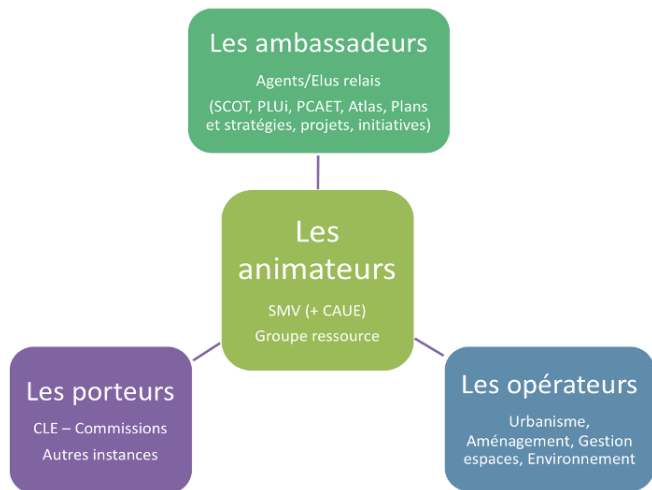 Les ambassadeurs
Agents/Elus relais
(SCOT, PLUi, PCAET, Atlas, Plans
et stratégies, projets, initiatives)
Les
animateurs
SMV (+ CAUE)
Groupe ressource
Les porteurs
CLE – Commissions
Autres instances
Les opérateurs
Urbanisme,
Aménagement, Gestion
espaces, Environnement